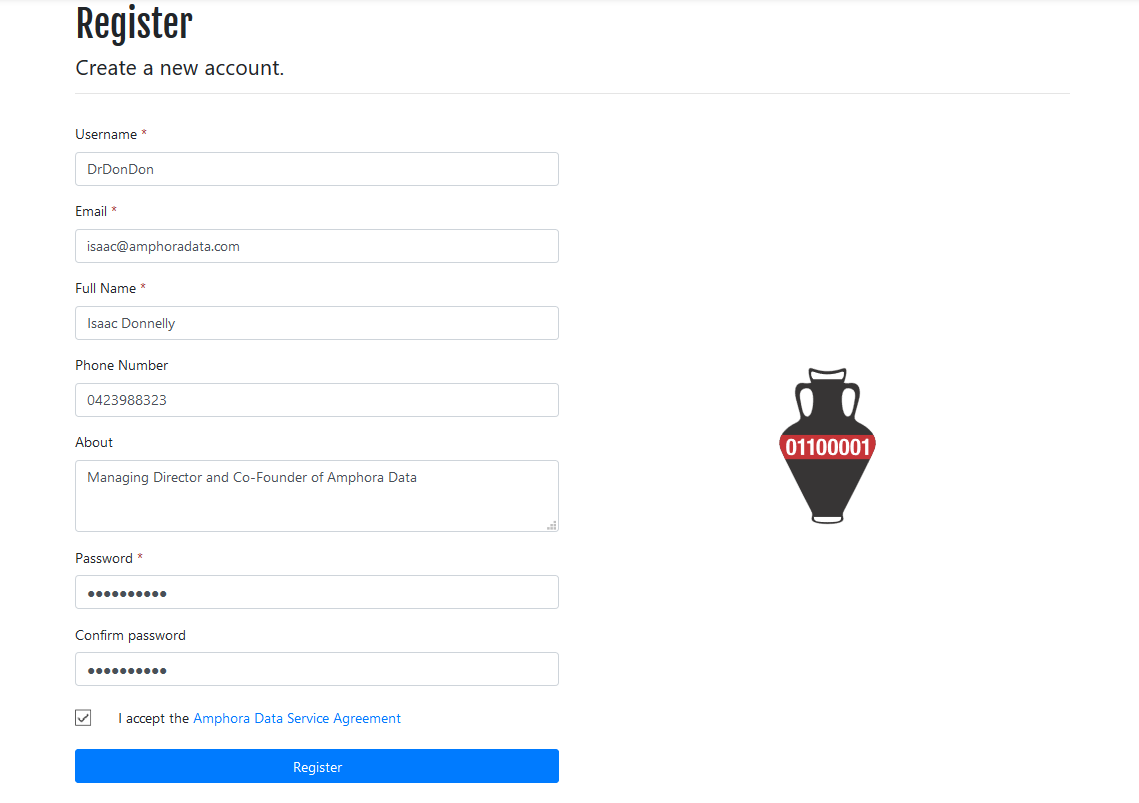 Register
Create a new account.
Username *
DrDonDon
Email *
isaac@amphoradata.com
Full Name *
Isaac Donnelly
Phone Number
0423988323
About
Managing Director and Co-Founder of Amphora Data
01100001
Password *
●●●●●●●●●●
Confirm password
●●●●●●●●●●
I accept the Amphora Data Service Agreement
Register